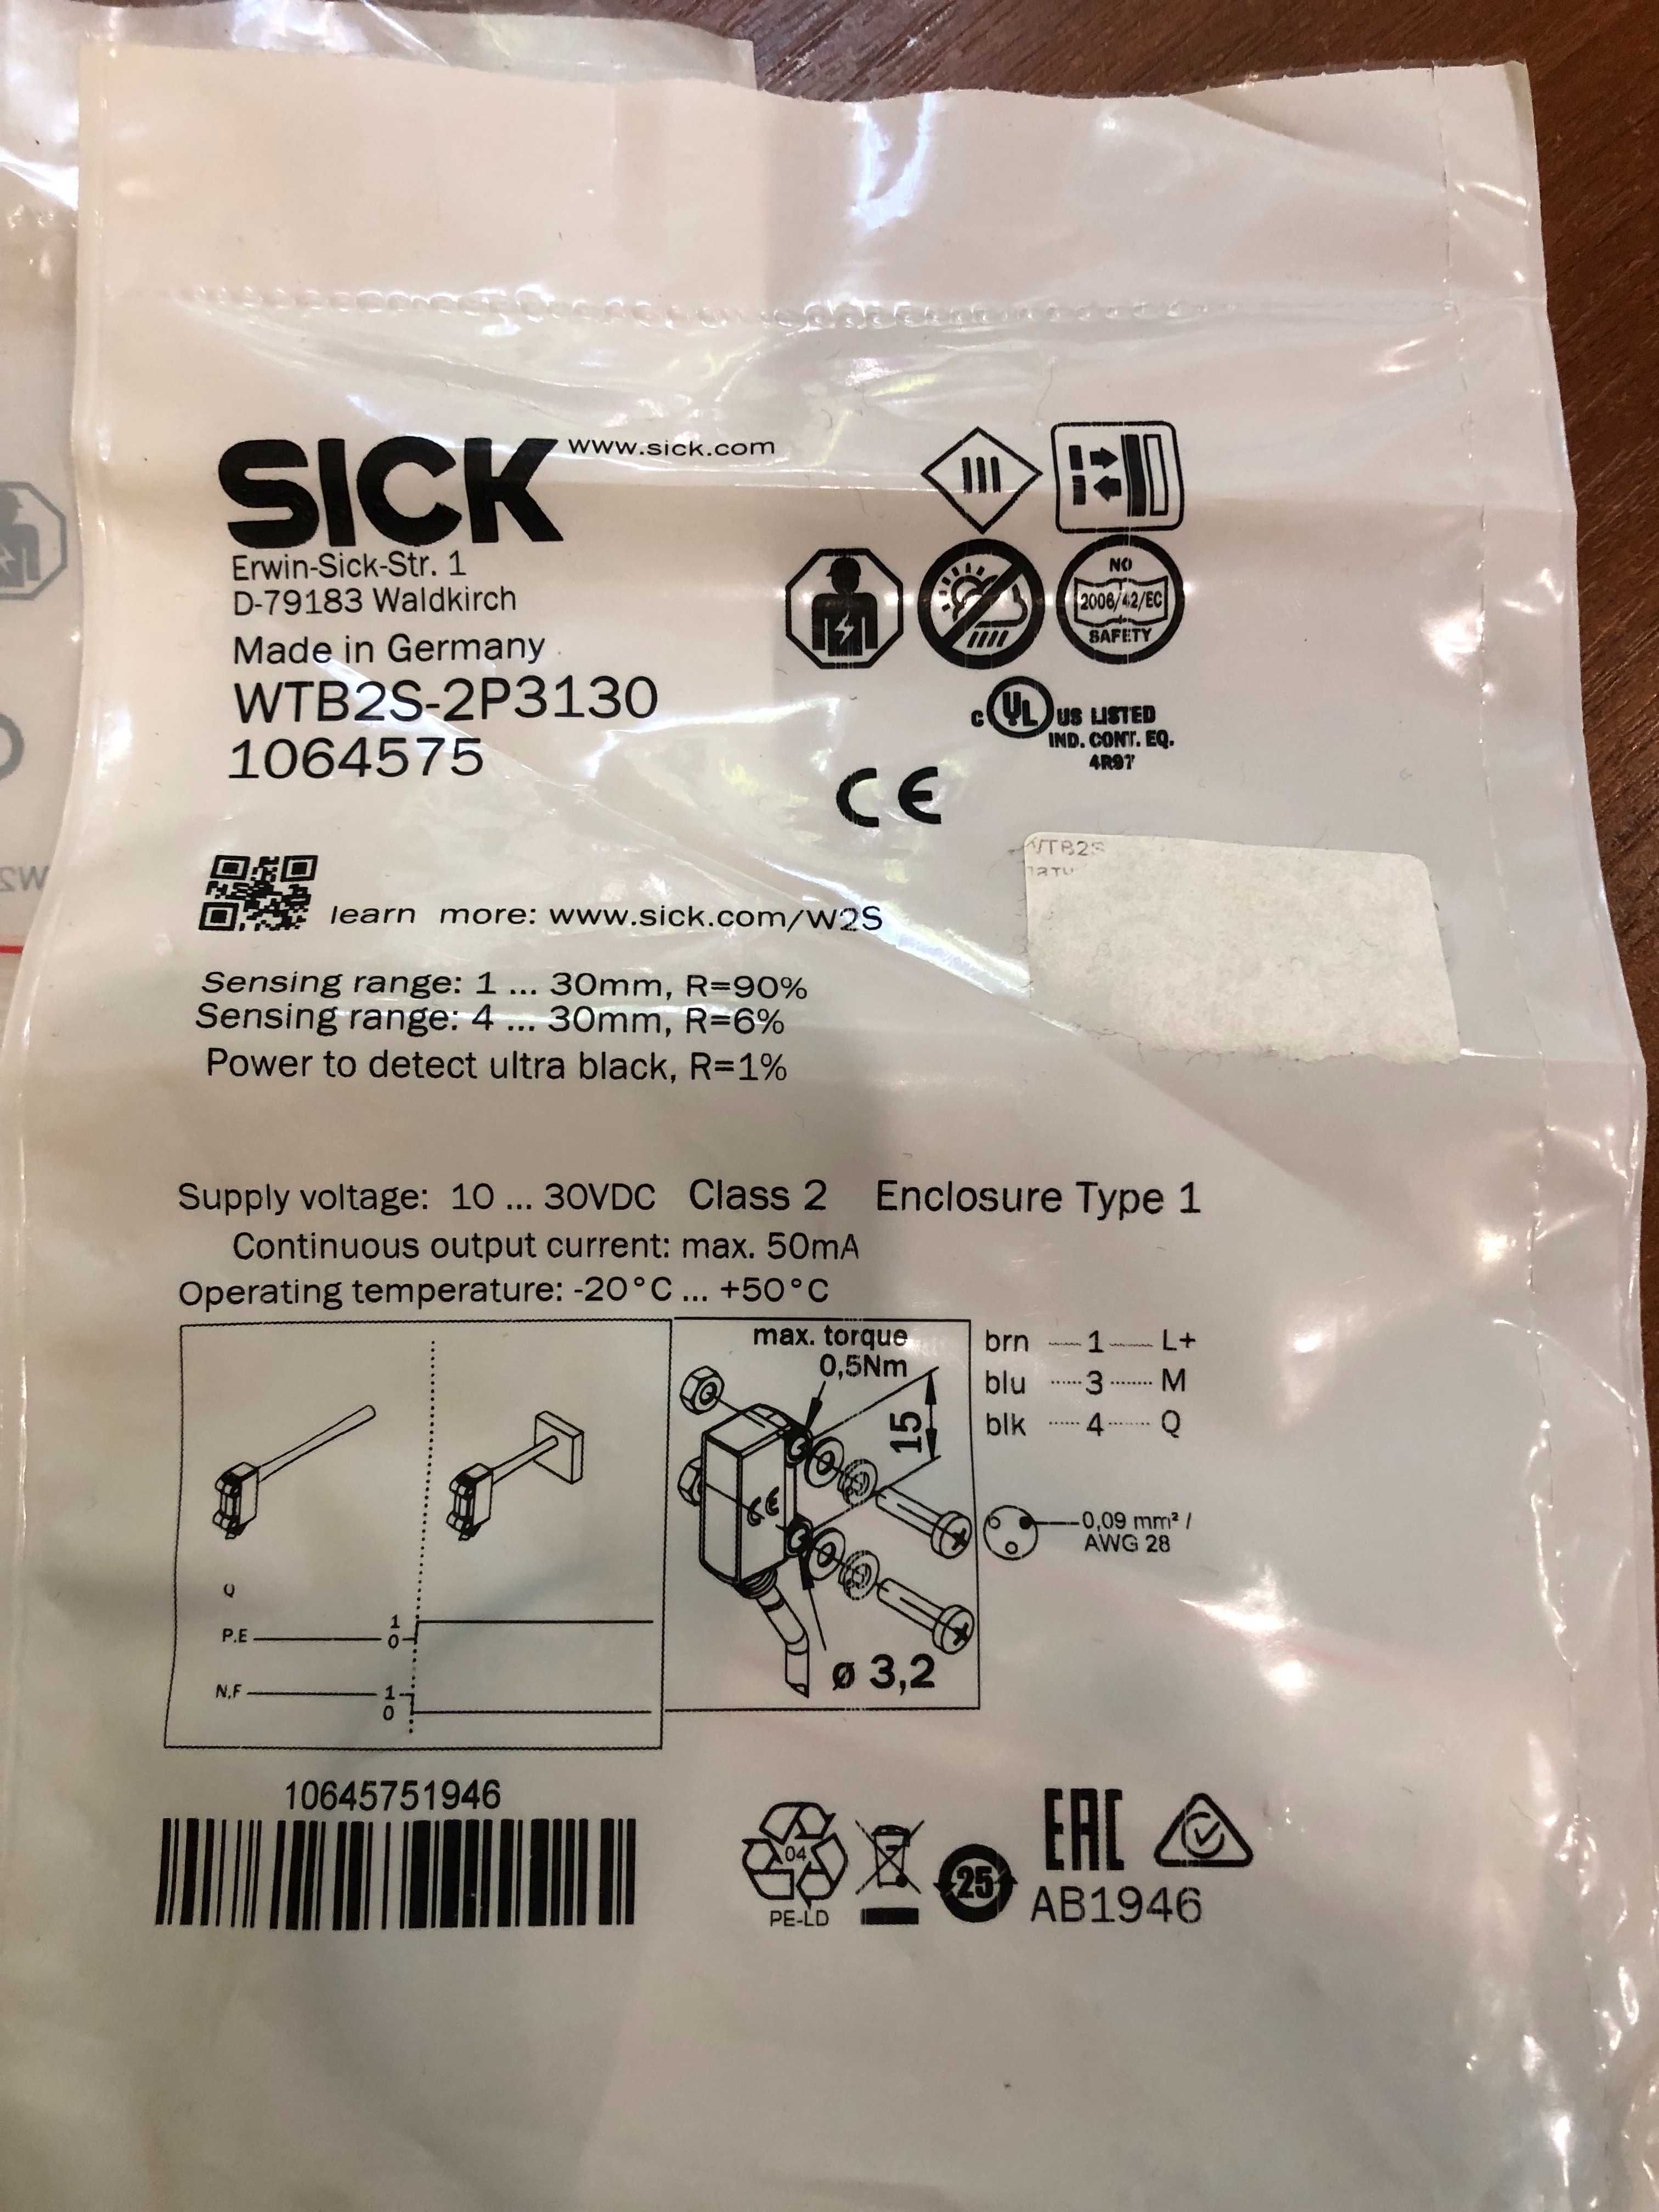 SICK www.sick.com
Erwin-Sick-Str. 1
D-79183 Waldkirch
Made in Germany
WTB2S-2P3130
1064575
III
NO
2006/42/EC
SAFETY
C UL US LISTED
IND. CONT. EQ.
4R97
CE
learn more: www.sick.com/W2S
Sensing range: 1 ... 30mm, R=90%
Sensing range: 4 ... 30mm, R=6%
Power to detect ultra black, R=1%
Supply voltage: 10 ... 30VDC Class 2 Enclosure Type 1
Continuous output current: max. 50mA
Operating temperature: -20°C ... +50°C
Q
P.E 1
0
N.F 1
0
max. torque
0,5Nm
15
CE
ø 3,2
brn 1 L+
blu 3 M
blk 4 Q
0,09 mm² /
AWG 28
10645751946
04
PE-LD
25
EAC
AB1946